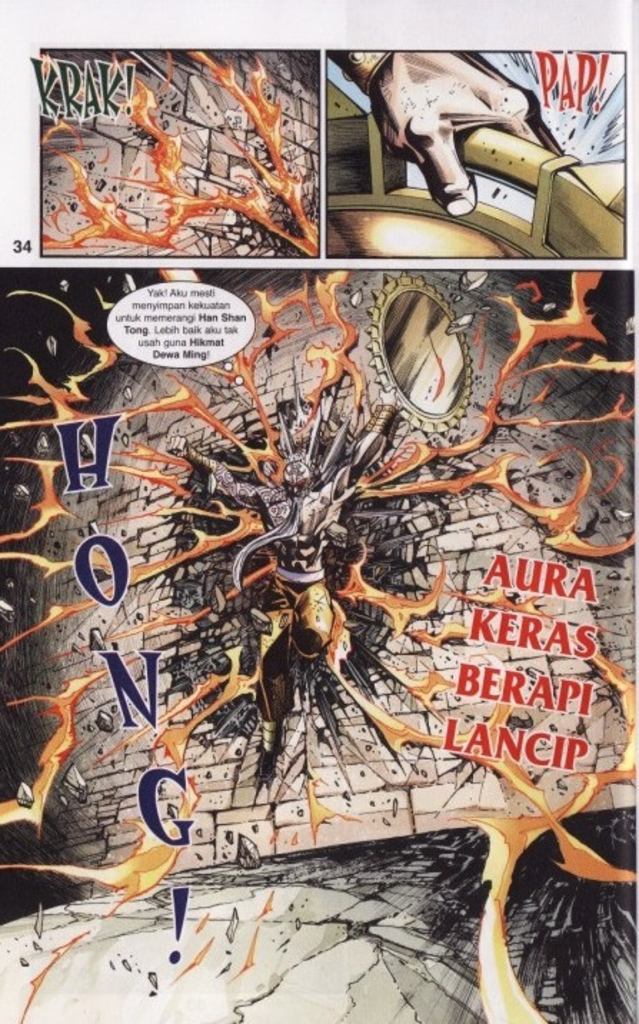 KRAK!
PAP!
34
Yak! Aku mesti
menyimpan kekuatan
untuk memerangi Han Shan
Tong. Lebih baik aku tak
usah guna Hikmat
Dewa Ming!
HONG!
AURA
KERAS
BERAPI
LANCIP